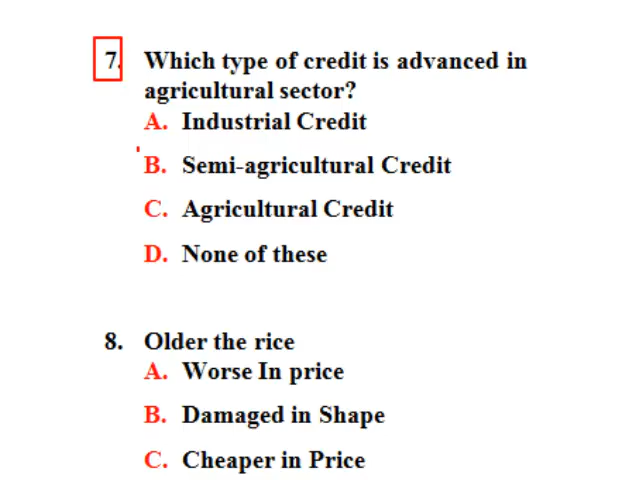 7. Which type of credit is advanced in
agricultural sector?
A. Industrial Credit
B. Semi-agricultural Credit
C. Agricultural Credit
D. None of these
8. Older the rice
A. Worse In price
B. Damaged in Shape
C. Cheaper in Price